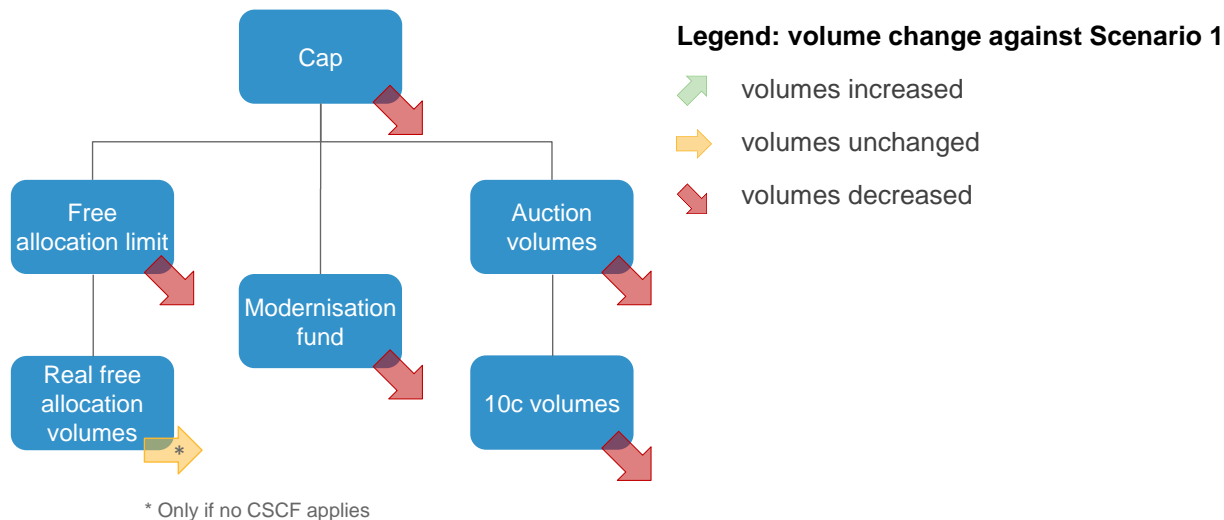 Cap
Legend: volume change against Scenario 1
volumes increased
volumes unchanged
volumes decreased
Free
allocation limit
Auction
volumes
Modernisation
fund
Real free
allocation
volumes
*
10c volumes
* Only if no CSCF applies